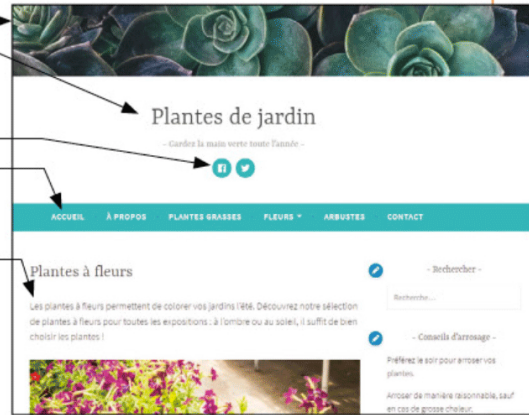 Plantes de jardin
- Gardez la main verte toute l'année -
ACCUEIL À PROPOS PLANTES GRASSES FLEURS ARBUSTES CONTACT
Plantes à fleurs
Les plantes à fleurs permettent de colorer vos jardins l'été. Découvrez notre sélection
de plantes à fleurs pour toutes les expositions : à l'ombre ou au soleil, il suffit de bien
choisir les plantes !
- Rechercher -
Recherche...
- Conseils d'arrosage -
Préférez le soir pour arroser vos
plantes.
Arroser de manière raisonnable, sauf
en cas de grosse chaleur.